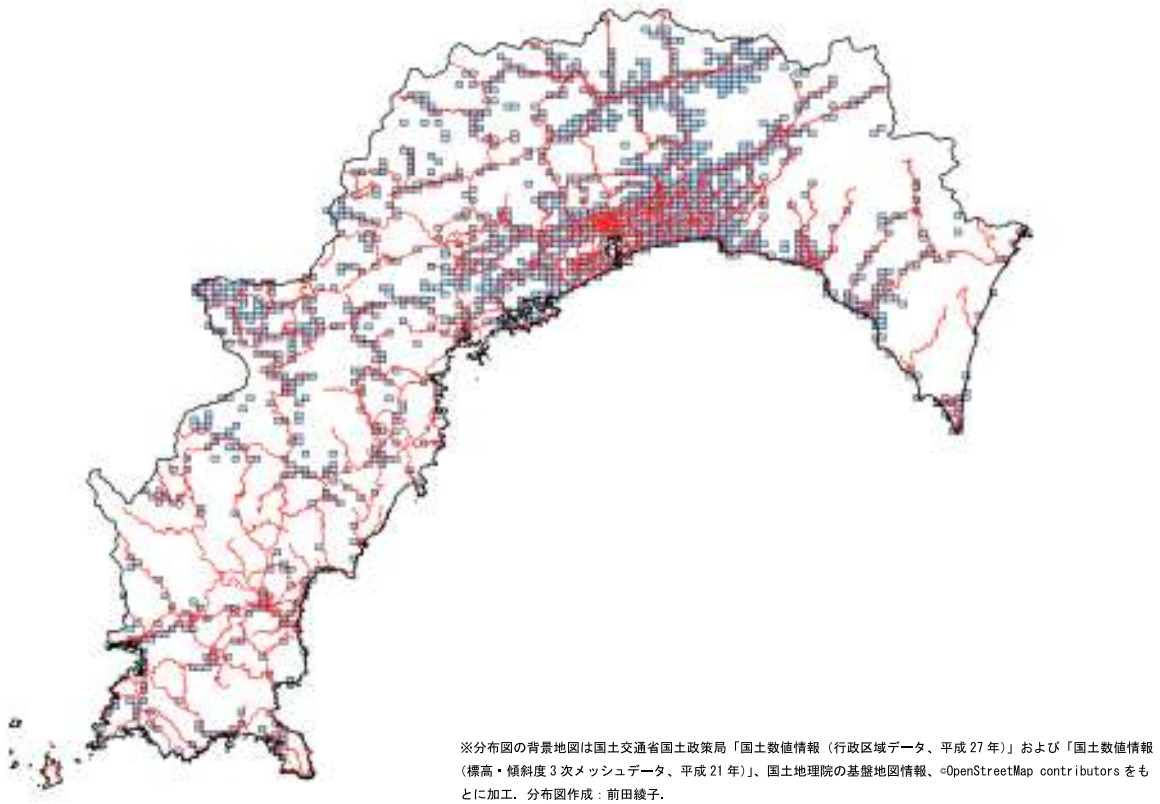 ※分布図の背景地図は国土交通省国土政策局「国土数値情報（行政区域データ、平成 27 年）」および「国土数値情報
（標高・傾斜度 3 次メッシュデータ、平成 21 年）」、国土地理院の基盤地図情報、©OpenStreetMap contributors をも
とに加工．分布図作成：前田綾子．